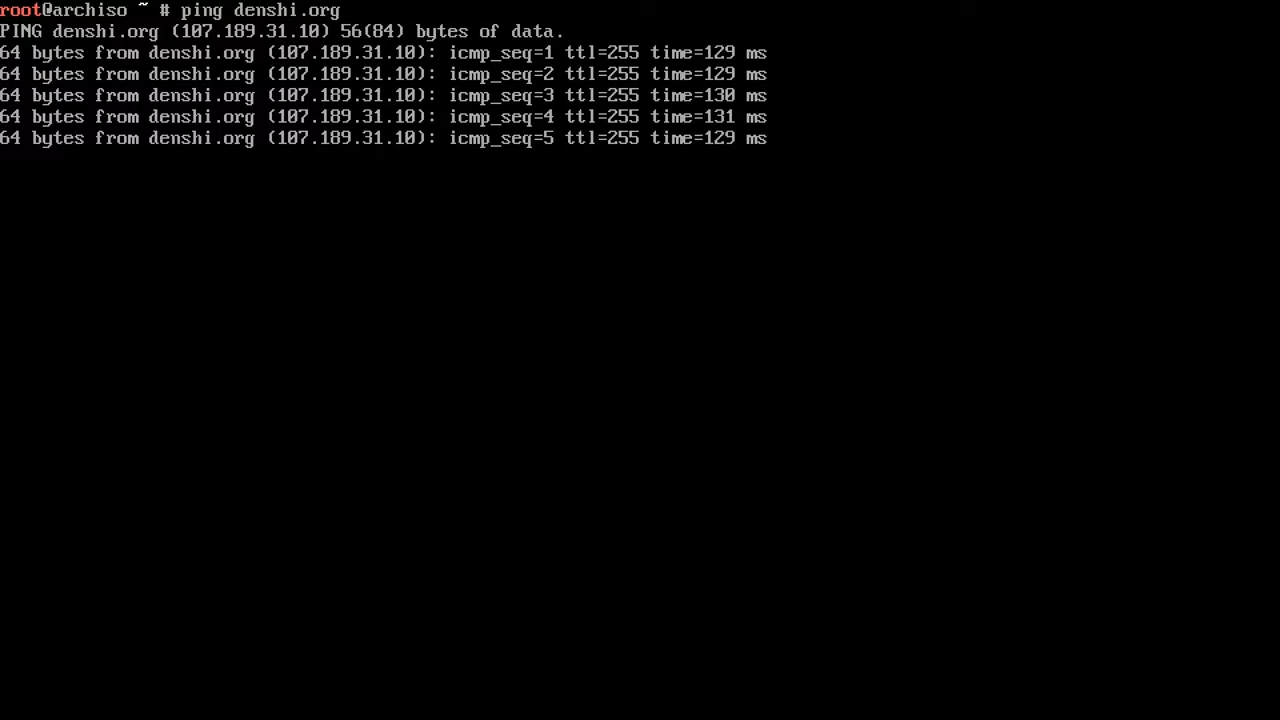 root@archiso ~ # ping denshi.org
PING denshi.org (107.189.31.10) 56(84) bytes of data.
64 bytes from denshi.org (107.189.31.10): icmp_seq=1 ttl=255 time=129 ms
64 bytes from denshi.org (107.189.31.10): icmp_seq=2 ttl=255 time=129 ms
64 bytes from denshi.org (107.189.31.10): icmp_seq=3 ttl=255 time=130 ms
64 bytes from denshi.org (107.189.31.10): icmp_seq=4 ttl=255 time=131 ms
64 bytes from denshi.org (107.189.31.10): icmp_seq=5 ttl=255 time=129 ms